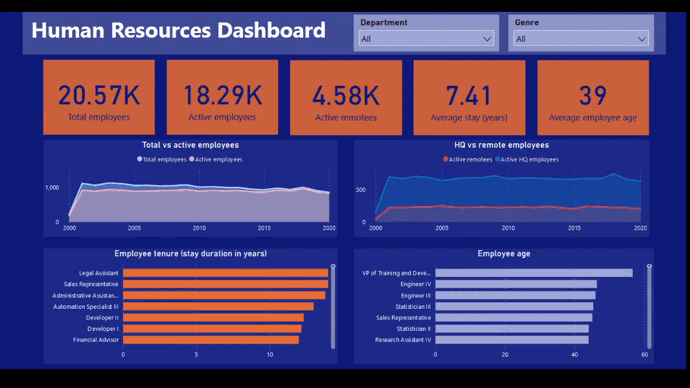 Human Resources Dashboard
Department
All
Genre
All
20.57K
Total employees
18.29K
Active employees
4.58K
Active remotees
7.41
Average stay (years)
39
Average employee age
Total vs active employees
Total employees Active employees
1,000
0
2000 2005 2010 2015 2020
HQ vs remote employees
Active remotees Active HQ employees
500
0
2000 2005 2010 2015 2020
Employee tenure (stay duration in years)
Legal Assistant
Sales Representative
Administrative Assistan...
Automation Specialist III
Developer II
Developer I
Financial Advisor
0 5 10
Employee age
VP of Training and Deve...
Engineer IV
Engineer III
Statistician III
Sales Representative
Statistician II
Research Assistant IV
0 20 40 60